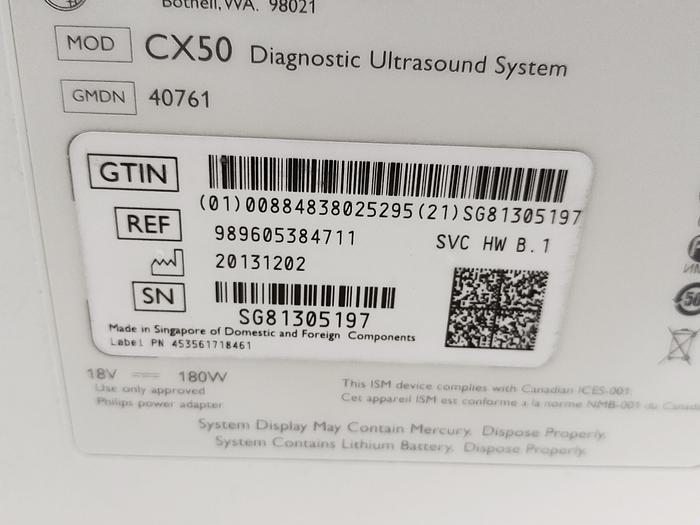 Bothell, WA. 98021
MOD CX50 Diagnostic Ultrasound System
GMDN 40761
GTIN
(01)00884838025295(21)SG81305197
REF 989605384711 SVC HW B.1
20131202
SN
SG81305197
Made in Singapore of Domestic and Foreign Components
Label PN 453561718461
18V 180W
Use only approved
Philips power adapter
This ISM device complies with Canadian ICES-001.
Cet appareil ISM est conforme a la norme NMB-001 du
System Display May Contain Mercury. Dispose Properly.
System Contains Lithium Battery. Dispose Properly.
50